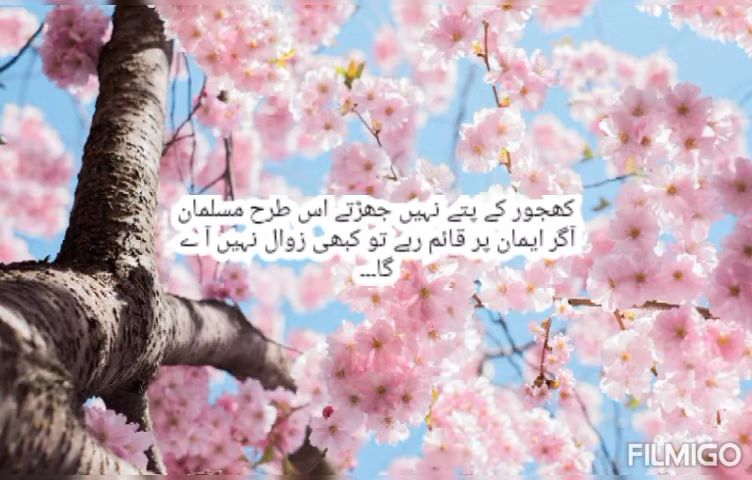 کھجور کے پتے نہیں جھڑتے اس طرح مسلمان
اگر ایمان پر قائم رہے تو کبھی زوال نہیں آے
گا---
FILMIGO